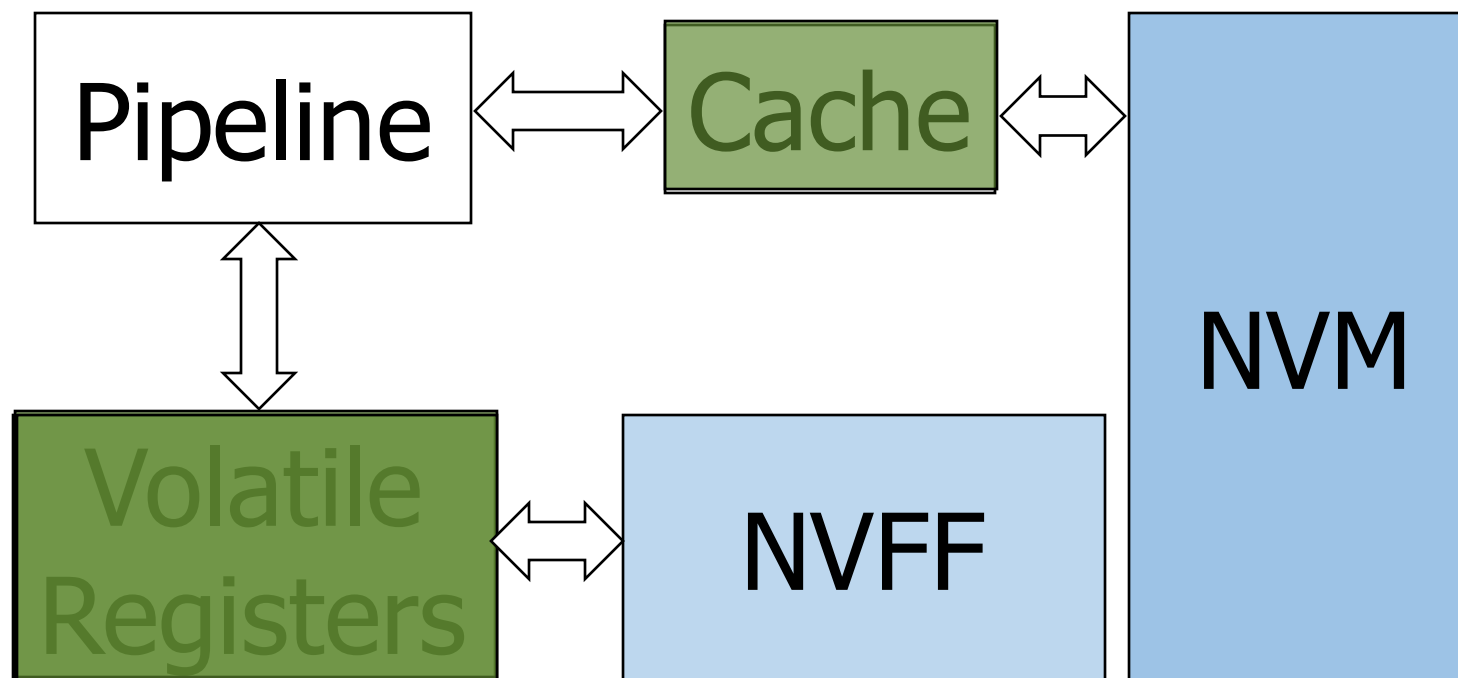 Pipeline
Cache
NVM
Volatile
Registers
NVFF